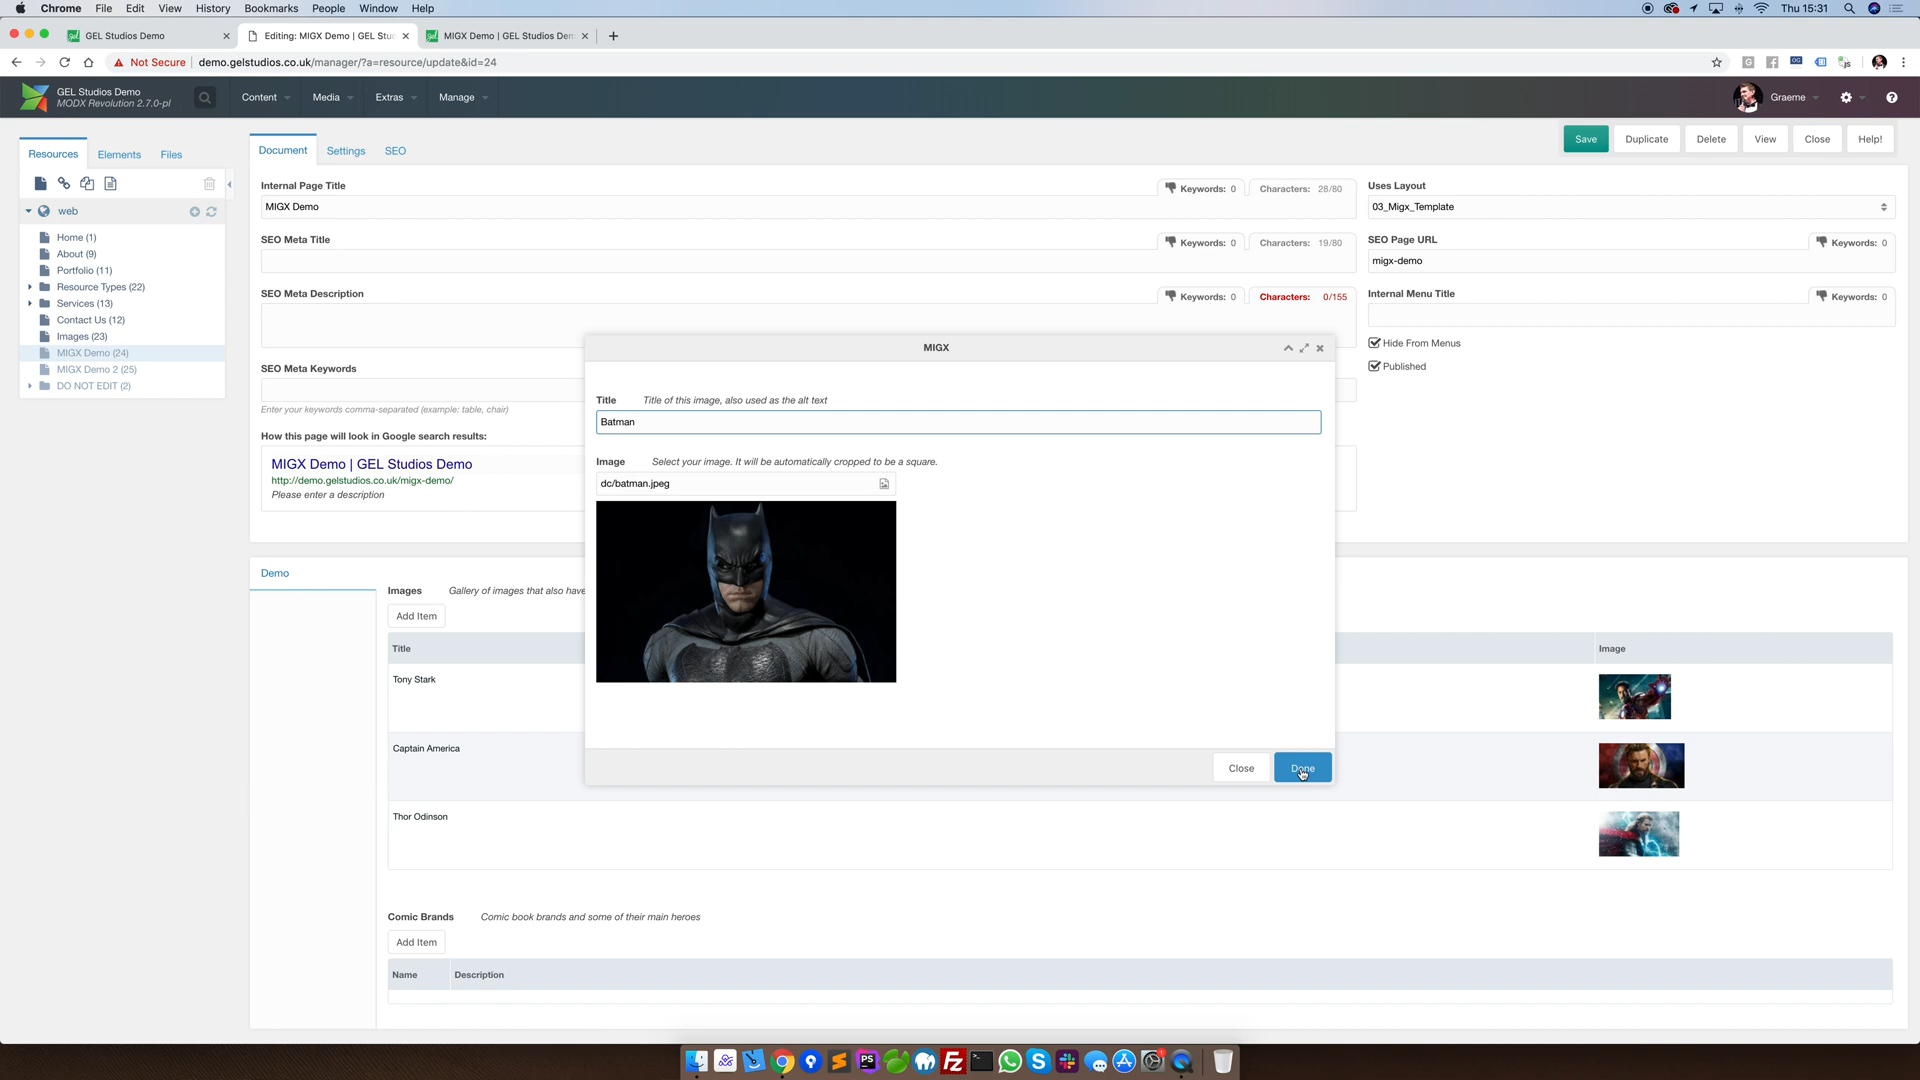 Chrome File Edit View History Bookmarks People Window Help Thu 15:31
GEL Studios Demo Editing: MIGX Demo | GEL Stu MIGX Demo | GEL Studios Dem
Not Secure demo.gelstudios.co.uk/manager/?a=resource/update&id=24
GEL Studios Demo
MODX Revolution 2.7.0-pl
Content Media Extras Manage Graeme
Resources Elements Files
Document Settings SEO
Save Duplicate Delete View Close Help!
web
Home (1)
About (9)
Portfolio (11)
Resource Types (22)
Services (13)
Contact Us (12)
Images (23)
MIGX Demo (24)
MIGX Demo 2 (25)
DO NOT EDIT (2)
Internal Page Title Keywords: 0 Characters: 28/80
MIGX Demo
SEO Meta Title Keywords: 0 Characters: 19/80
SEO Meta Description Keywords: 0 Characters: 0/155
SEO Meta Keywords
Enter your keywords comma-separated (example: table, chair)
How this page will look in Google search results:
MIGX Demo | GEL Studios Demo
http://demo.gelstudios.co.uk/migx-demo/
Please enter a description
Uses Layout
03_Migx_Template
SEO Page URL Keywords: 0
migx-demo
Internal Menu Title Keywords: 0
Hide From Menus
Published
MIGX
Title Title of this image, also used as the alt text
Batman
Image Select your image. It will be automatically cropped to be a square.
dc/batman.jpeg
Close Done
Demo
Images Gallery of images that also have
Add Item
Title Image
Tony Stark
Captain America
Thor Odinson
Comic Brands Comic book brands and some of their main heroes
Add Item
Name Description